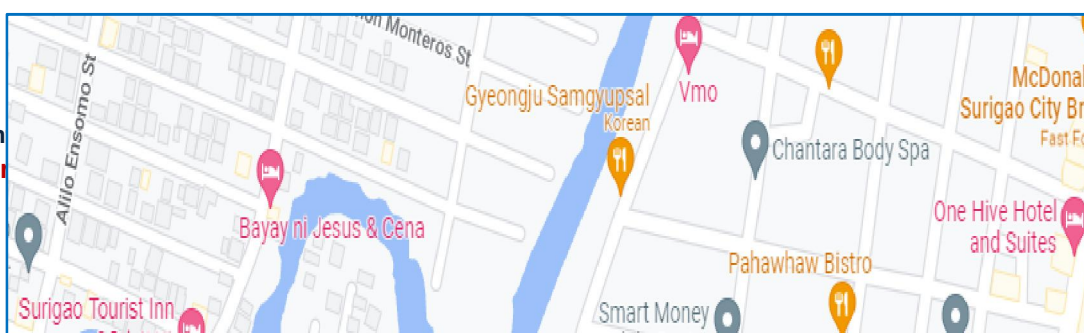 Monteros St
Gyeongju Samgyupsal
Korean
Vmo
McDonal
Surigao City Br
Fast Fo
Alilo Ensomo St
Chantara Body Spa
Bayay ni Jesus & Cena
One Hive Hotel
and Suites
Pahawhaw Bistro
Surigao Tourist Inn
Smart Money